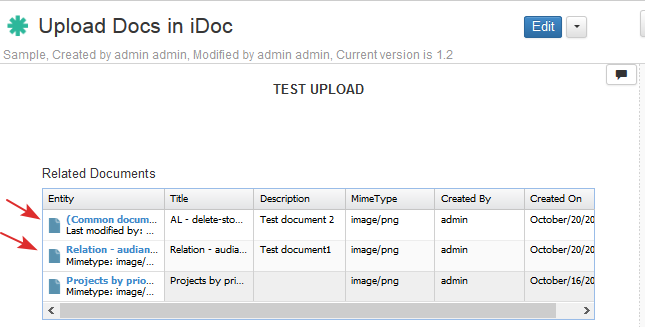 Upload Docs in iDoc
Edit
Sample, Created by admin admin, Modified by admin admin, Current version is 1.2
TEST UPLOAD
Related Documents
Entity Title Description MimeType Created By Created On
(Common docum... AL - delete-sto... Test document 2 image/png admin October/20/20
Last modified by: ...
Relation - audian... Relation - audia... Test document1 image/png admin October/20/20
Mimetype: image/...
Projects by prio... Projects by pri... image/png admin October/16/20
Mimetype: image/...